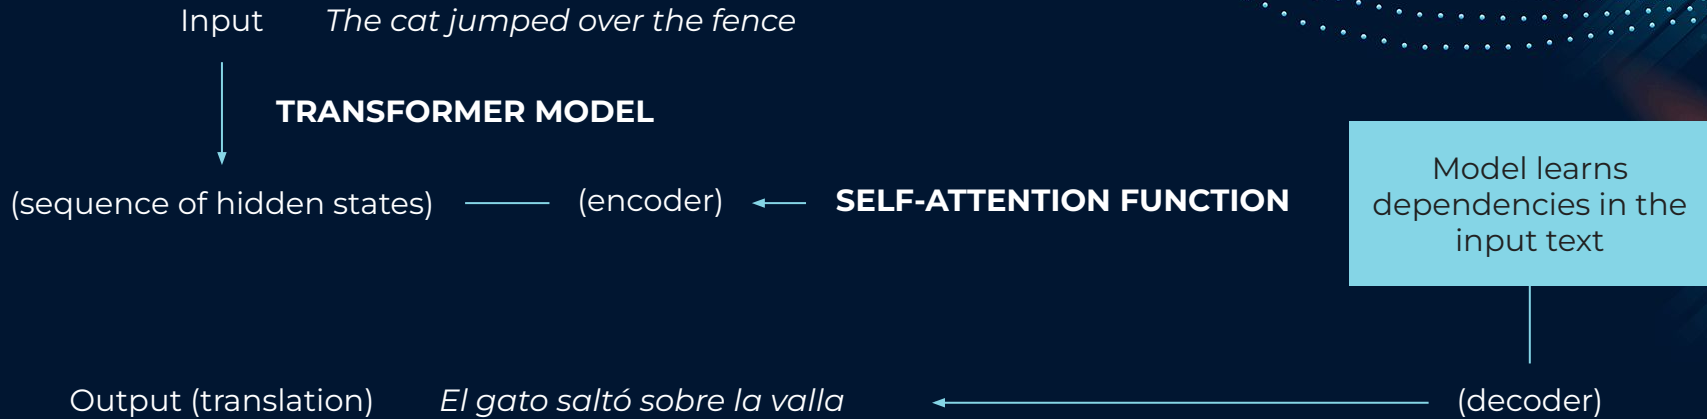 Input The cat jumped over the fence
TRANSFORMER MODEL
(sequence of hidden states) (encoder) SELF-ATTENTION FUNCTION
Model learns
dependencies in the
input text
Output (translation) El gato saltó sobre la valla (decoder)